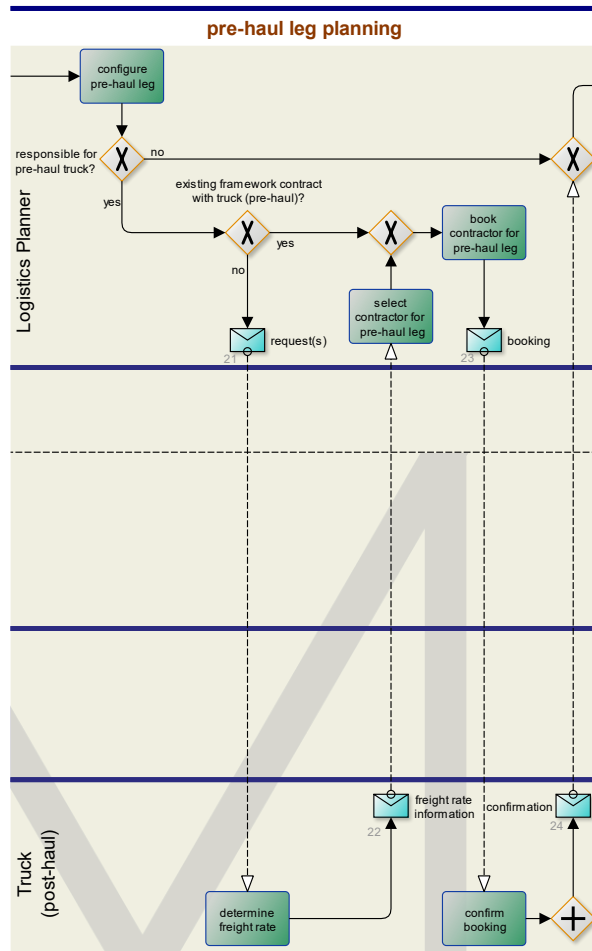 pre-haul leg planning
configure
pre-haul leg
responsible for
pre-haul truck?
no
yes
existing framework contract
with truck (pre-haul)?
yes
no
book
contractor for
pre-haul leg
select
contractor for
pre-haul leg
request(s)
21
booking
23
Logistics Planner
freight rate
information
22
confirmation
24
Truck
(post-haul)
determine
freight rate
confirm
booking